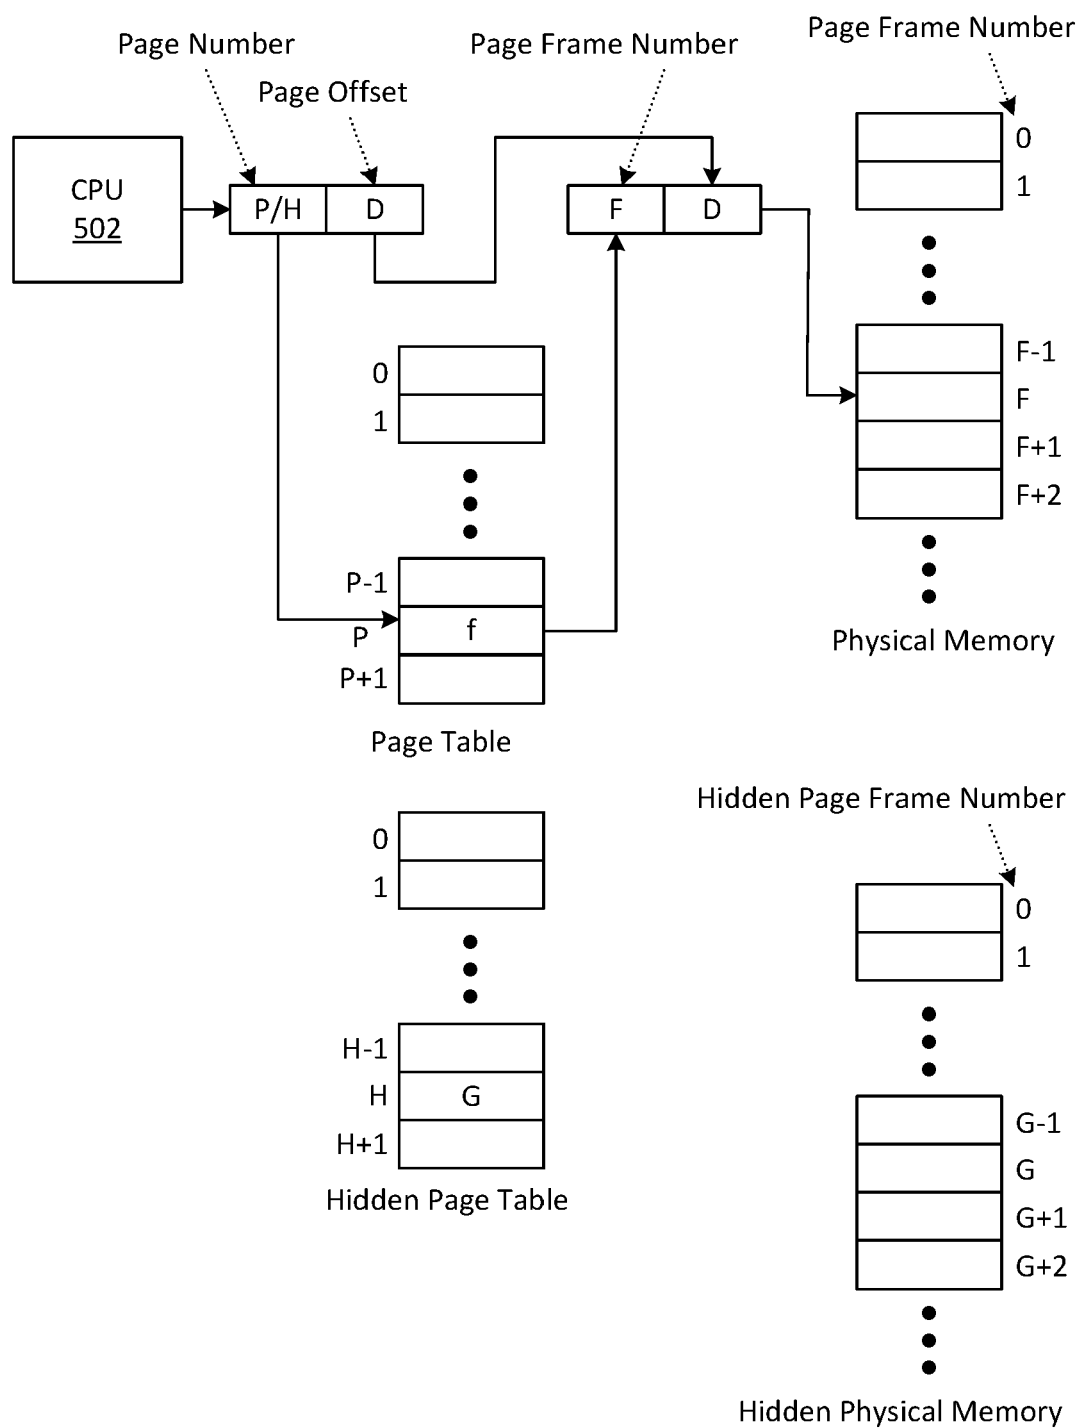 Page Number
Page Offset
Page Frame Number
Page Frame Number
CPU
502
P/H
D
F
D
0
1
F-1
F
F+1
F+2
Physical Memory
0
1
P-1
P
f
P+1
Page Table
0
1
H-1
H
G
H+1
Hidden Page Table
Hidden Page Frame Number
0
1
G-1
G
G+1
G+2
Hidden Physical Memory